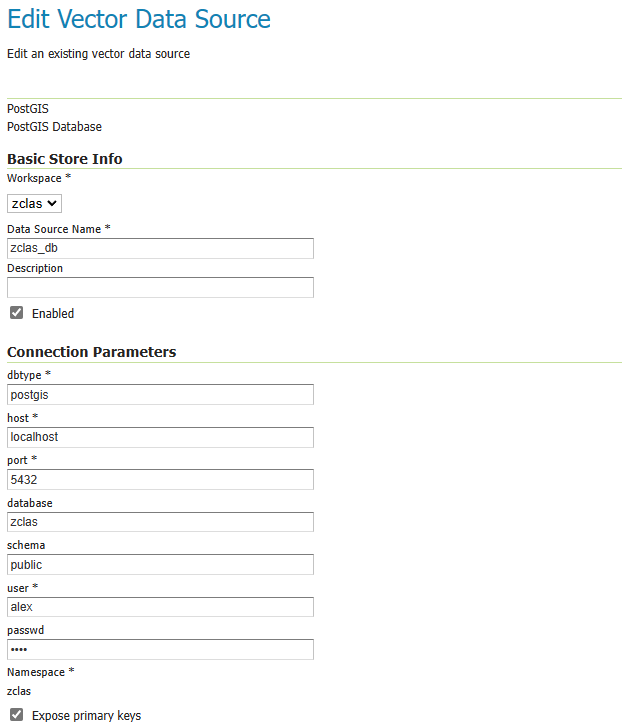 Edit Vector Data Source
Edit an existing vector data source
PostGIS
PostGIS Database
Basic Store Info
Workspace *
zclas
Data Source Name *
zclas_db
Description
Enabled
Connection Parameters
dbtype *
postgis
host *
localhost
port *
5432
database
zclas
schema
public
user *
alex
passwd
••••
Namespace *
zclas
Expose primary keys